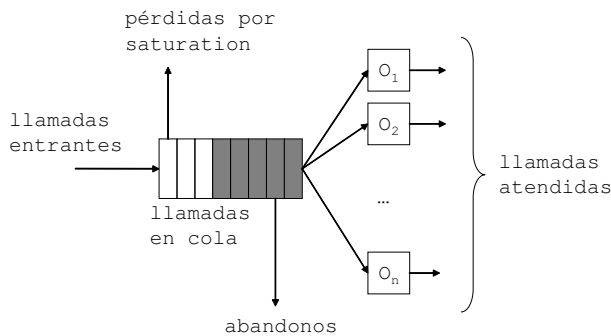 pérdidas por
saturation
llamadas
entrantes
llamadas
en cola
abandonos
O1
O2
...
On
llamadas
atendidas